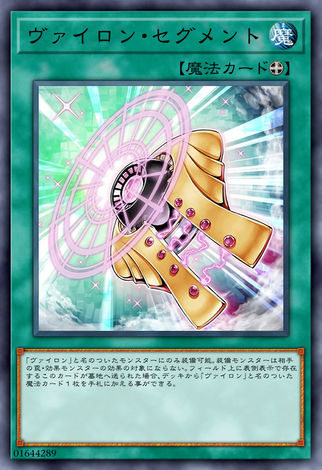 ヴァイロン・セグメント 魔
【魔法カード】
「ヴァイロン」と名のついたモンスターにのみ装備可能。装備モンスターは相手
の罠・効果モンスターの効果の対象にならない。フィールド上に表側表示で存在
するこのカードが墓地へ送られた場合、デッキから「ヴァイロン」と名のついた
魔法カード１枚を手札に加える事ができる。
01644289